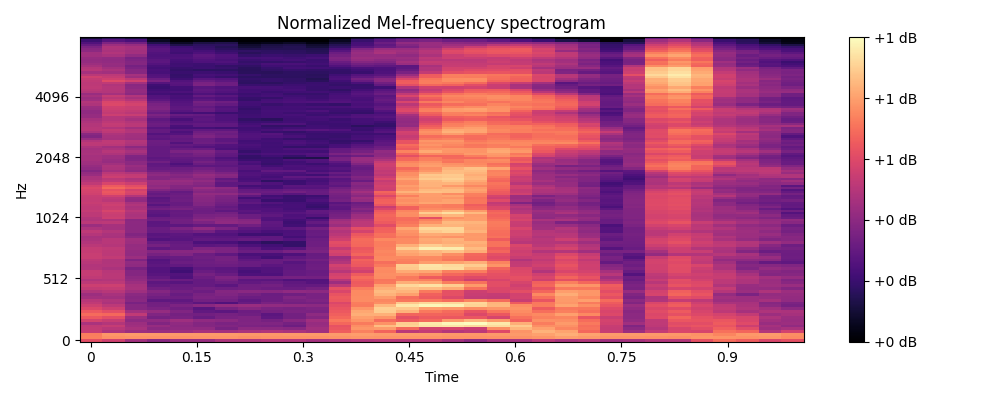 Normalized Mel-frequency spectrogram
Hz
4096
2048
1024
512
0
0 0.15 0.3 0.45 0.6 0.75 0.9
Time
+1 dB
+1 dB
+1 dB
+0 dB
+0 dB
+0 dB